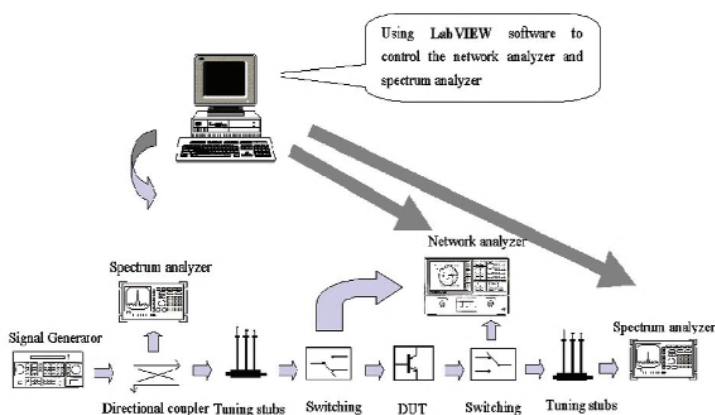 Using LabVIEW software to
control the network analyzer and
spectrum analyzer
Network analyzer
Spectrum analyzer
Signal Generator
Spectrum analyzer
Directional coupler
Tuning stubs
Switching
DUT
Switching
Tuning stubs